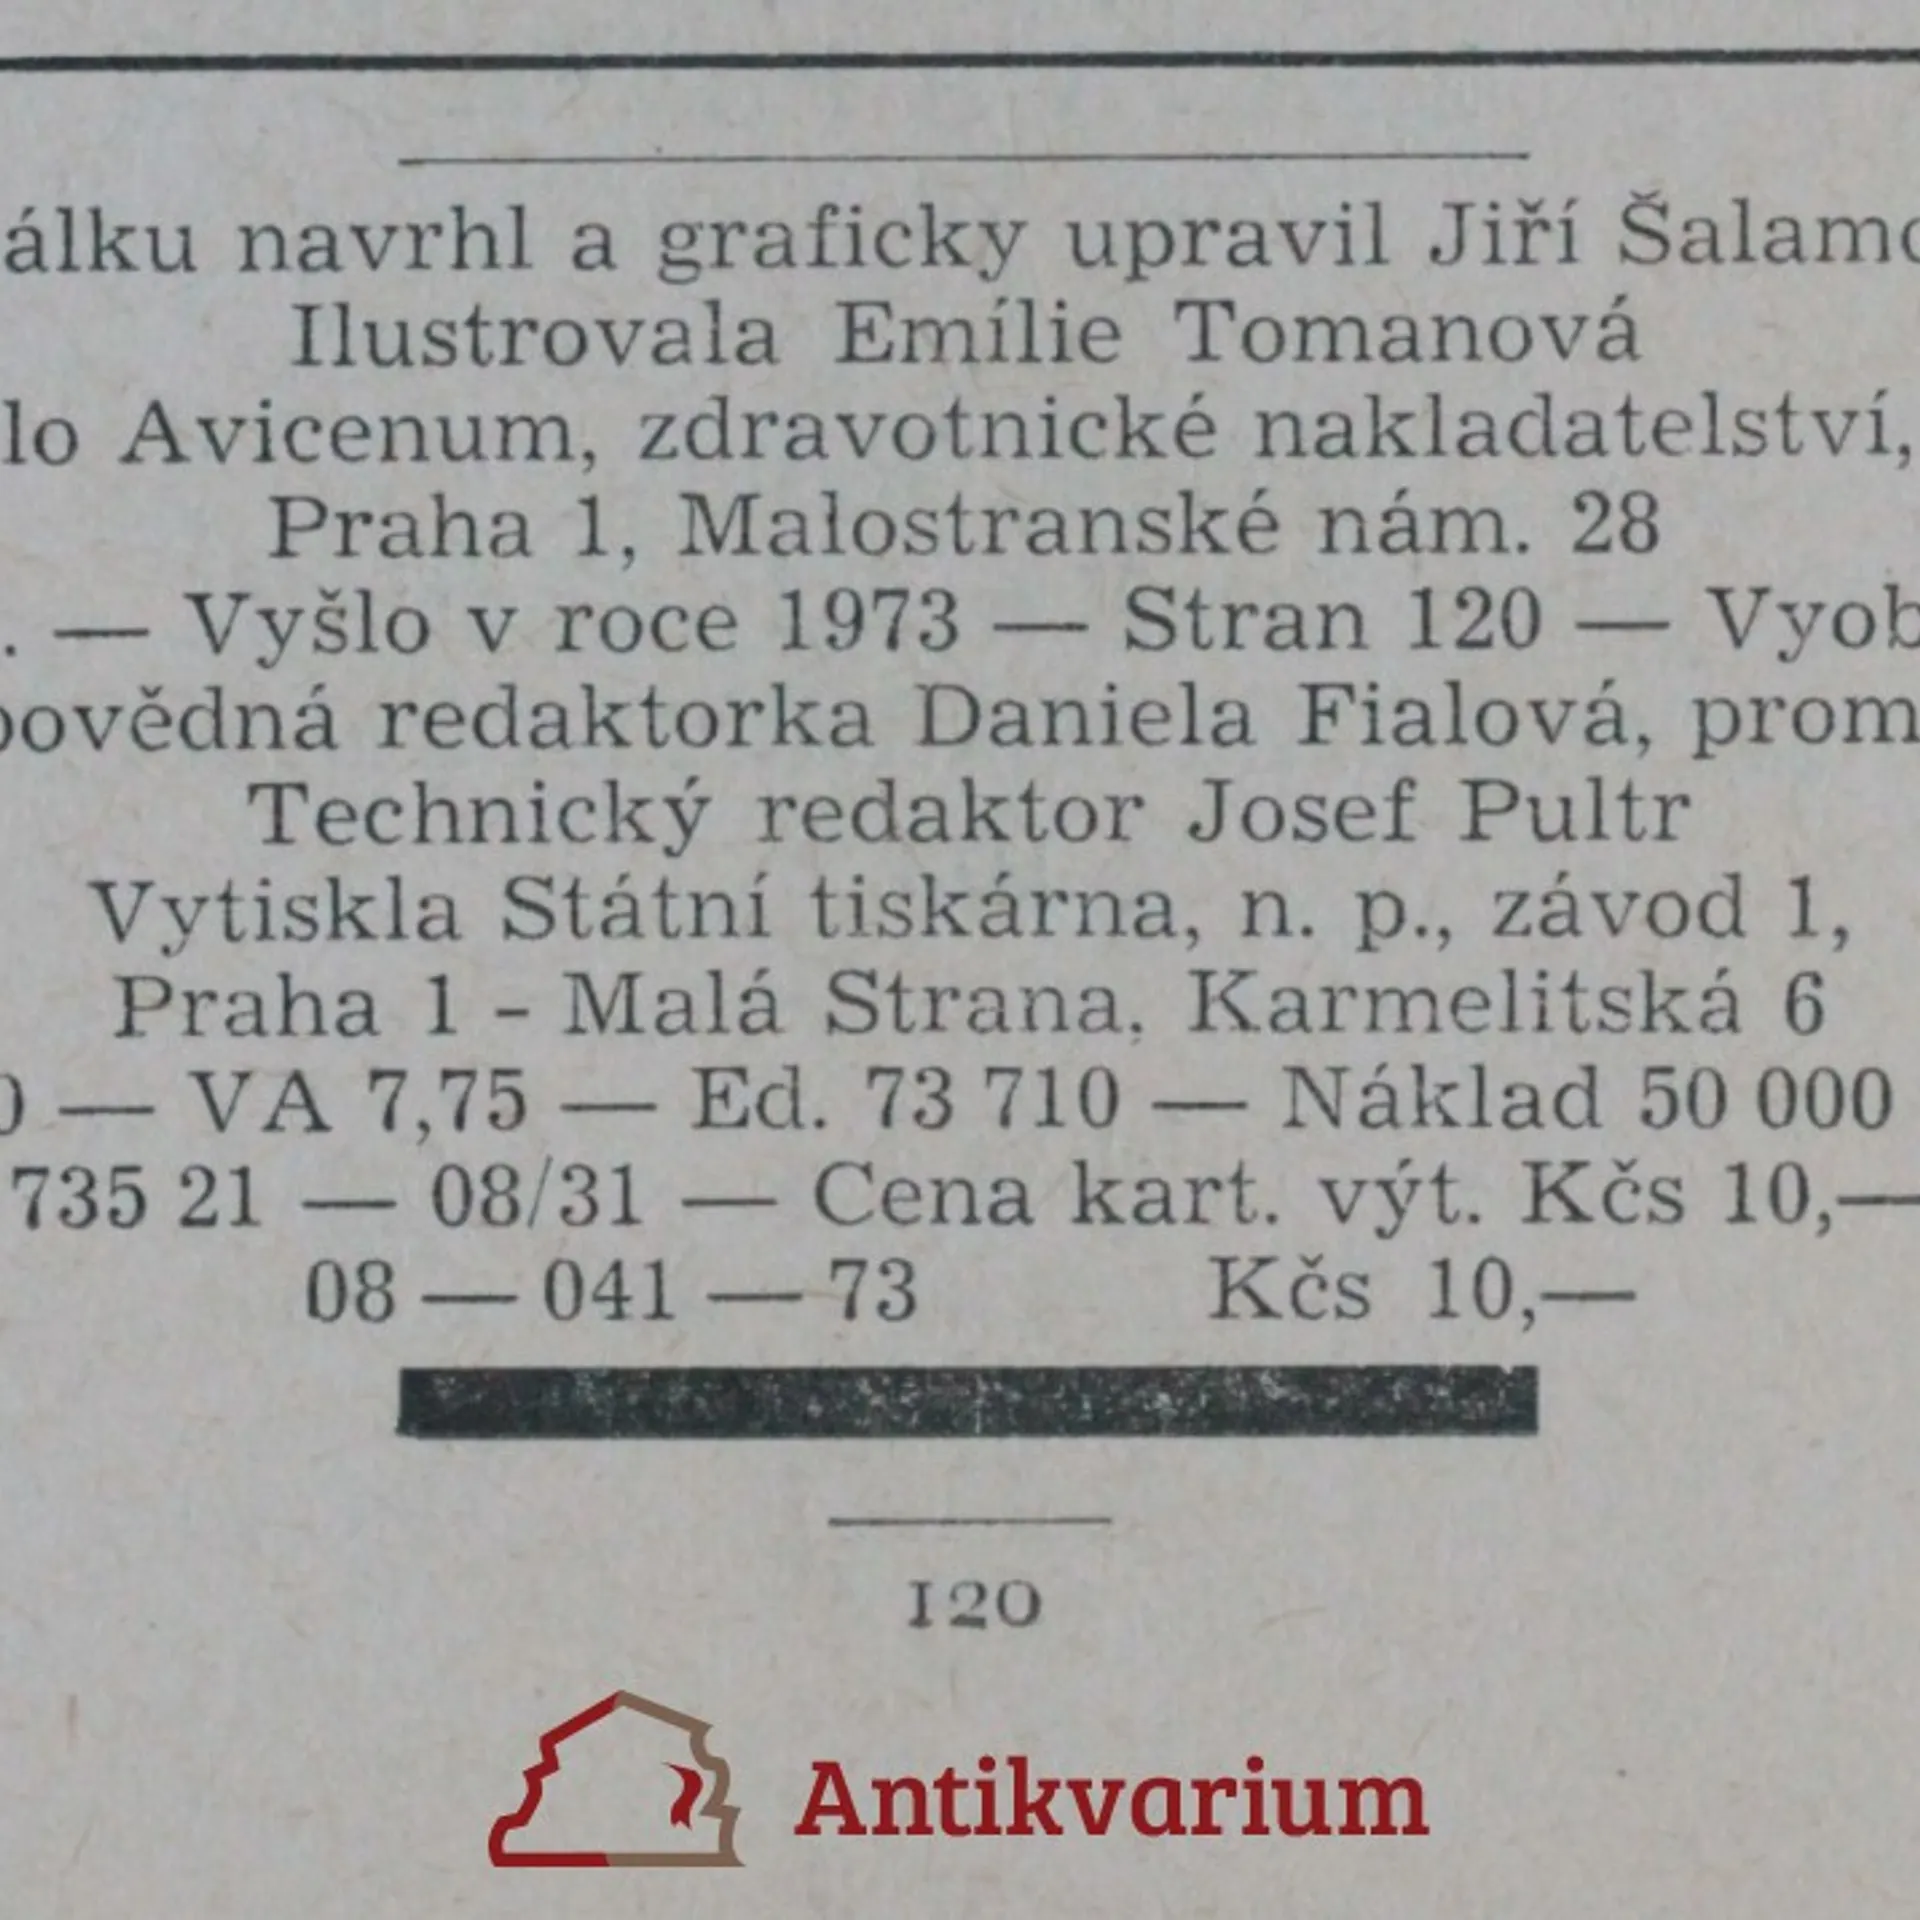 álku navrhl a graficky upravil Jiří Šalamo
Ilustrovala Emílie Tomanová
lo Avicenum, zdravotnické nakladatelství,
Praha 1, Malostranské nám. 28
. — Vyšlo v roce 1973 — Stran 120 — Vyob
povědná redaktorka Daniela Fialová, prom
Technický redaktor Josef Pultr
Vytiskla Státní tiskárna, n. p., závod 1,
Praha 1 - Malá Strana, Karmelitská 6
0 — VA 7,75 — Ed. 73 710 — Náklad 50 000
735 21 — 08/31 — Cena kart. výt. Kčs 10,—
08 — 041 — 73 Kčs 10,—
120
Antikvarium